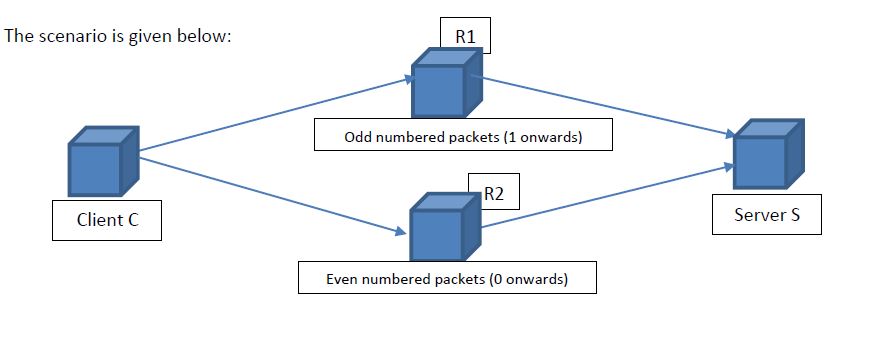 The scenario is given below:
R1
Odd numbered packets (1 onwards)
R2
Client C
Server S
Even numbered packets (0 onwards)